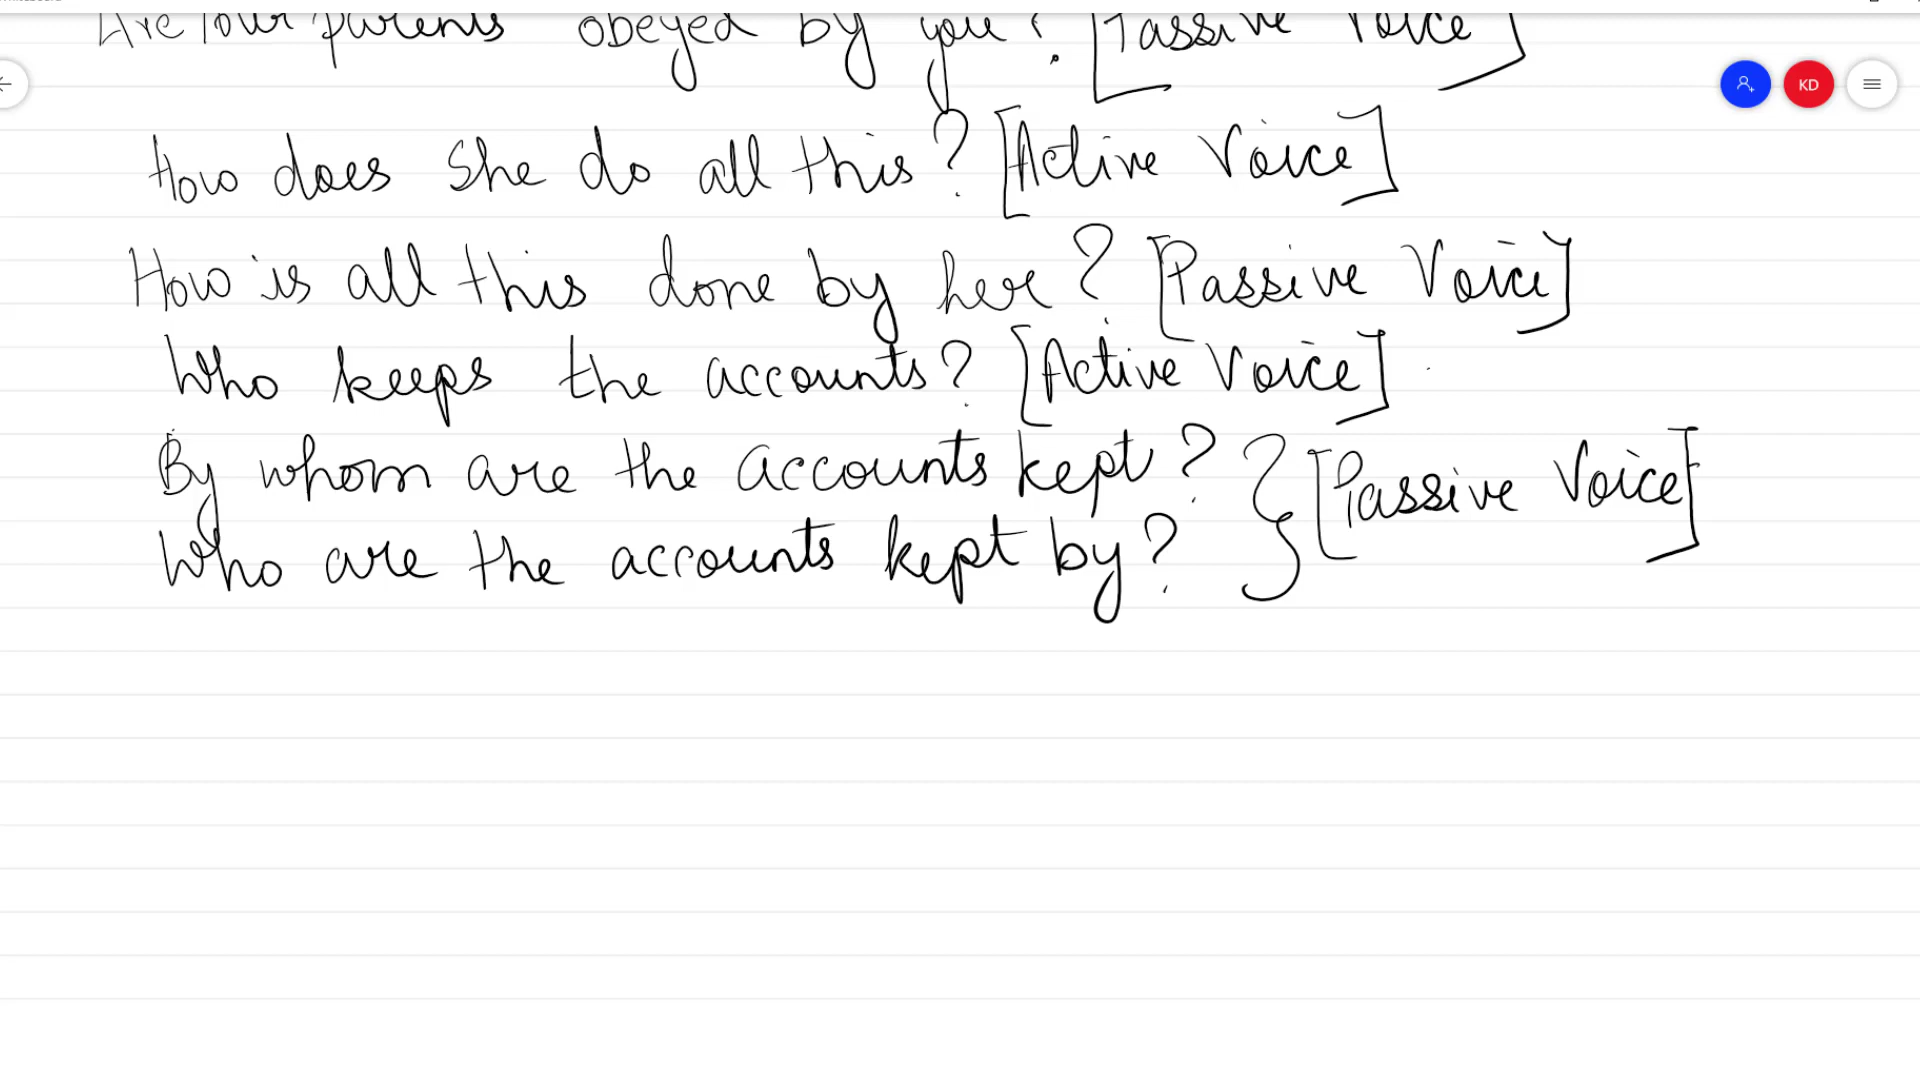 Are Your parents obeyed by you? [Passive Voice]
KD
How does she do all this? [Active Voice]
How is all this done by her? [Passive Voice]
Who keeps the accounts? [Active Voice]
By whom are the accounts kept?
Who are the accounts kept by? } [Passive Voice]